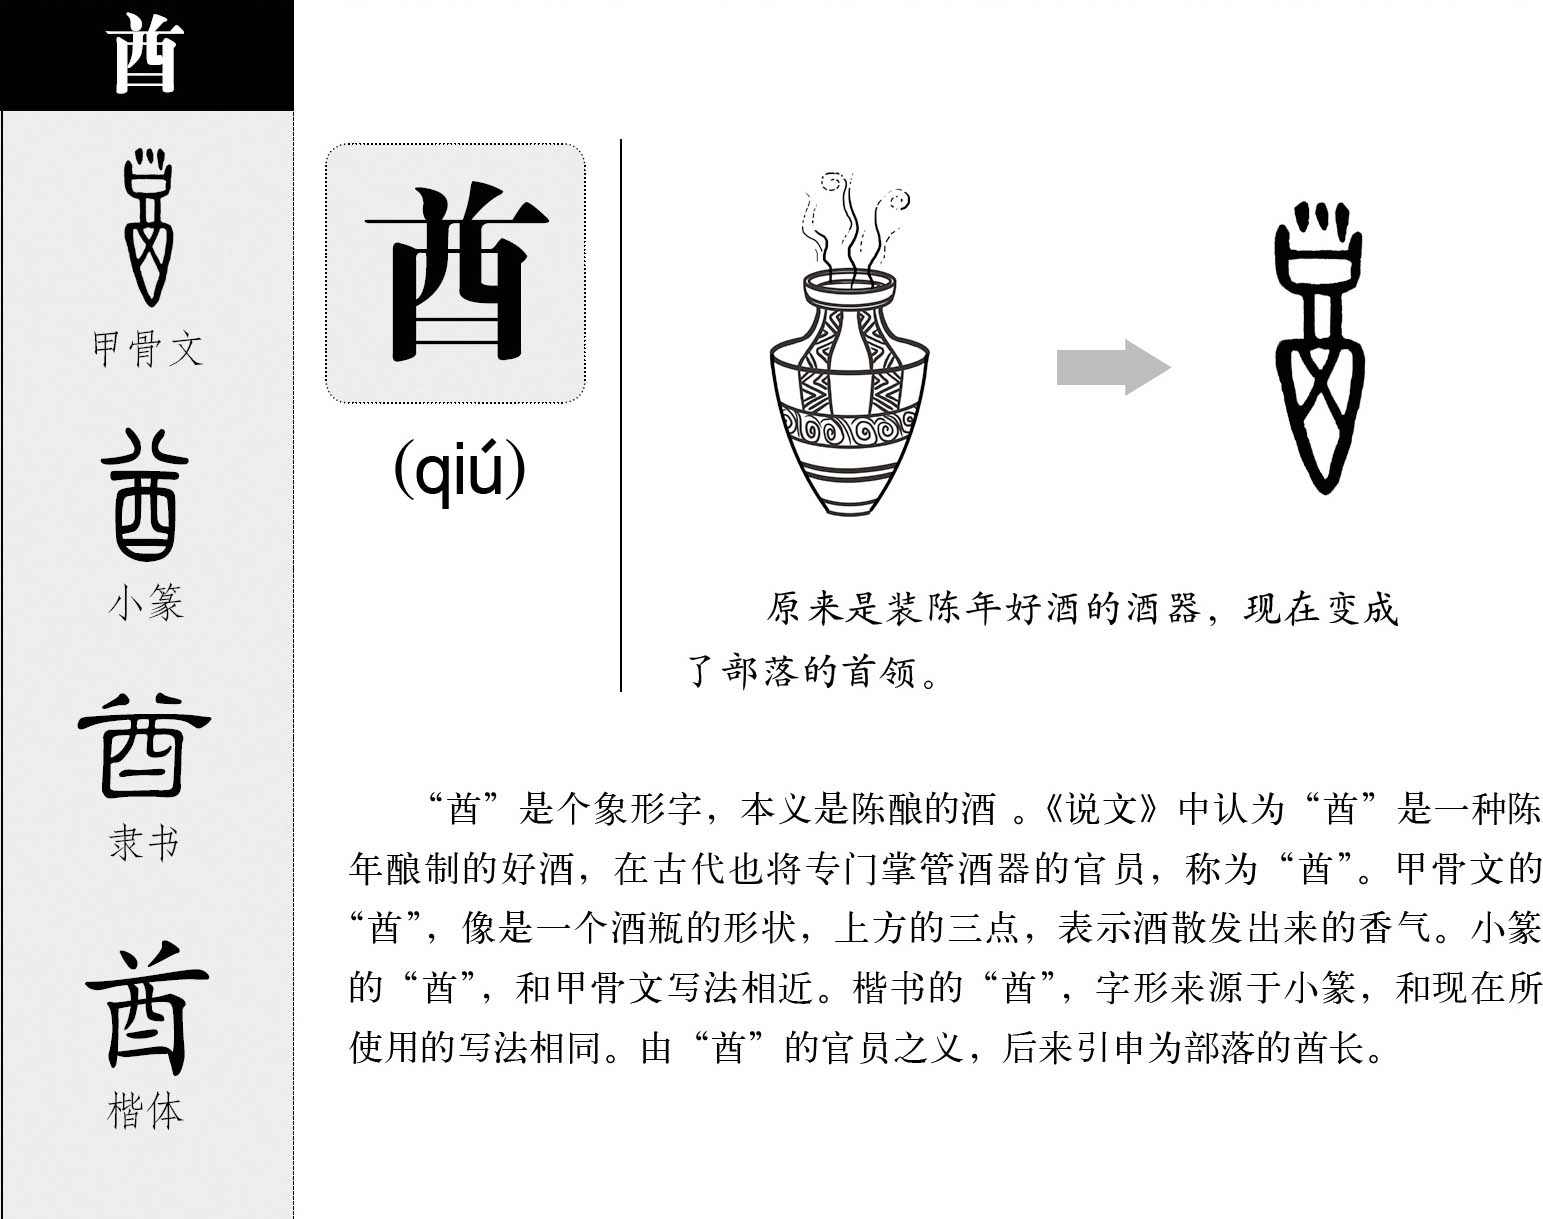 酋
甲骨文
酋
小篆
酋
隶书
酋
楷体
酋
(qiú)
原来是装陈年好酒的酒器，现在变成
了部落的首领。
“酋”是个象形字，本义是陈酿的酒 。《说文》中认为“酋”是一种陈
年酿制的好酒，在古代也将专门掌管酒器的官员，称为“酋”。甲骨文的
“酋”，像是一个酒瓶的形状，上方的三点，表示酒散发出来的香气。小篆
的“酋”，和甲骨文写法相近。楷书的“酋”，字形来源于小篆，和现在所
使用的写法相同。由“酋”的官员之义，后来引申为部落的酋长。